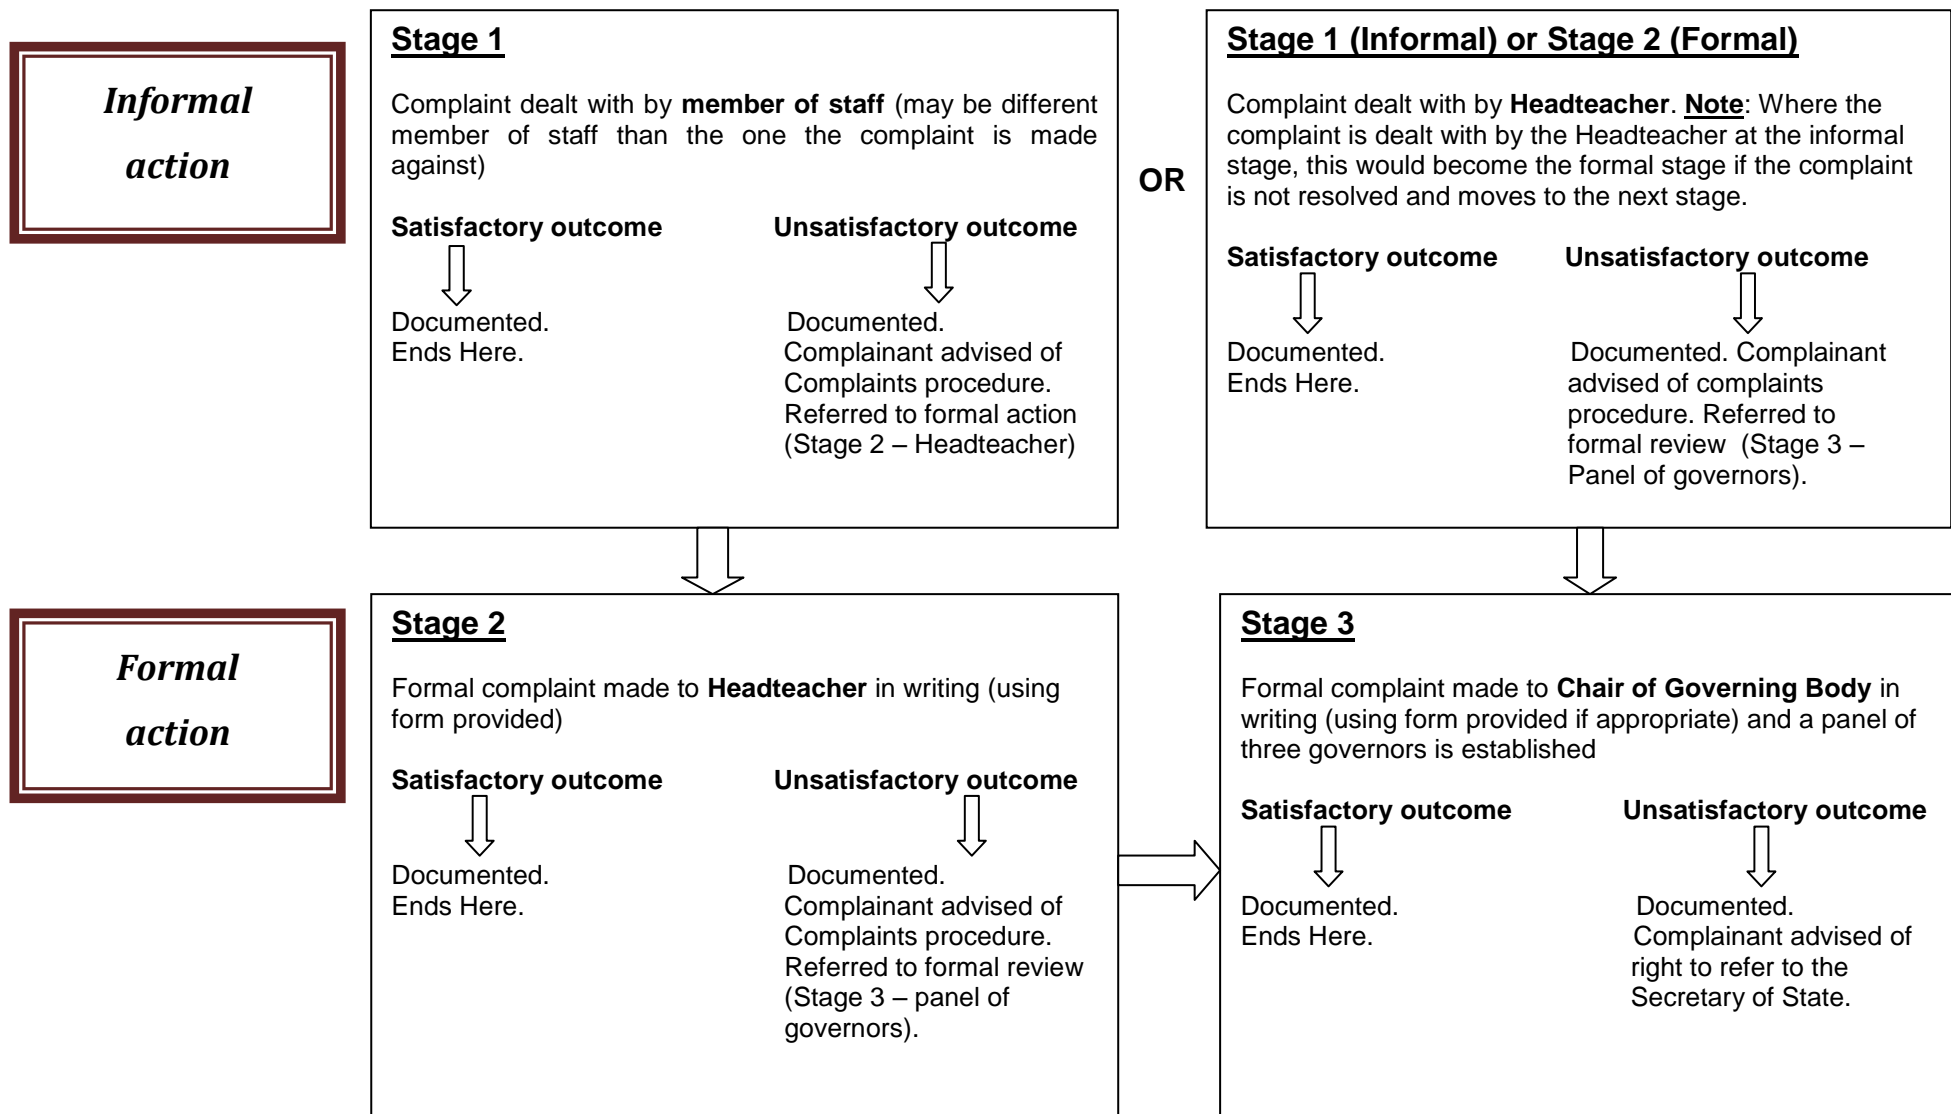 Informal
action
Stage 1
Complaint dealt with by member of staff (may be different
member of staff than the one the complaint is made
against)
Satisfactory outcome
Unsatisfactory outcome
Documented.
Ends Here.
Documented.
Complainant advised of
Complaints procedure.
Referred to formal action
(Stage 2 – Headteacher)
OR
Stage 1 (Informal) or Stage 2 (Formal)
Complaint dealt with by Headteacher. Note: Where the
complaint is dealt with by the Headteacher at the informal
stage, this would become the formal stage if the complaint
is not resolved and moves to the next stage.
Satisfactory outcome
Unsatisfactory outcome
Documented.
Ends Here.
Documented. Complainant
advised of complaints
procedure. Referred to
formal review (Stage 3 –
Panel of governors).
Formal
action
Stage 2
Formal complaint made to Headteacher in writing (using
form provided)
Satisfactory outcome
Unsatisfactory outcome
Documented.
Ends Here.
Documented.
Complainant advised of
Complaints procedure.
Referred to formal review
(Stage 3 – panel of
governors).
Stage 3
Formal complaint made to Chair of Governing Body in
writing (using form provided if appropriate) and a panel of
three governors is established
Satisfactory outcome
Unsatisfactory outcome
Documented.
Ends Here.
Documented.
Complainant advised of
right to refer to the
Secretary of State.